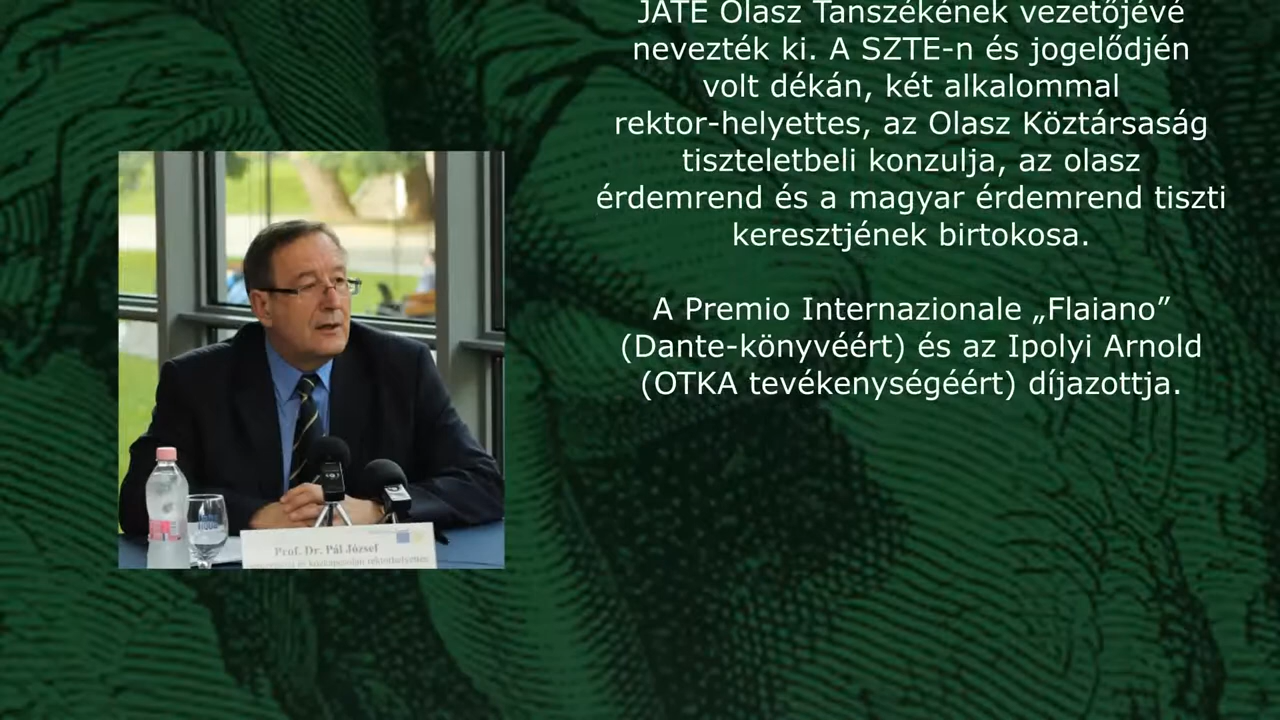 JATE Olasz Tanszékének vezetőjévé
nevezték ki. A SZTE-n és jogelődjén
volt dékán, két alkalommal
rektor-helyettes, az Olasz Köztársaság
tiszteletbeli konzulja, az olasz
érdemrend és a magyar érdemrend tiszti
keresztjének birtokosa.
A Premio Internazionale „Flaiano”
(Dante-könyvéért) és az Ipolyi Arnold
(OTKA tevékenységéért) díjazottja.
Prof. Dr. Pál József
rektorhelyettes